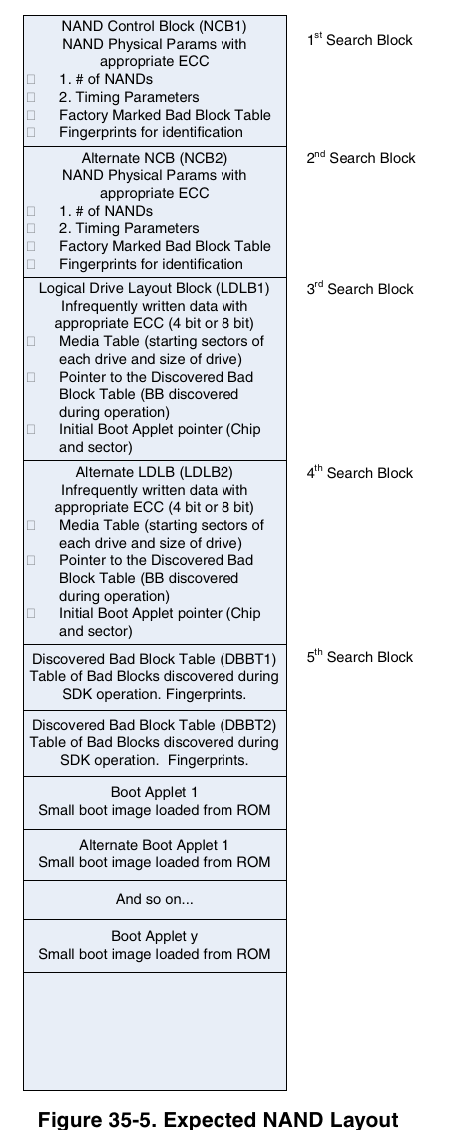 NAND Control Block (NCB1)
1st Search Block
NAND Physical Params with
appropriate ECC
1. # of NANDs
2. Timing Parameters
Factory Marked Bad Block Table
Fingerprints for identification
Alternate NCB (NCB2)
2nd Search Block
NAND Physical Params with
appropriate ECC
1. # of NANDs
2. Timing Parameters
Factory Marked Bad Block Table
Fingerprints for identification
Logical Drive Layout Block (LDLB1)
3rd Search Block
Infrequently written data with
appropriate ECC (4 bit or 8 bit)
Media Table (starting sectors of
each drive and size of drive)
Pointer to the Discovered Bad
Block Table (BB discovered
during operation)
Initial Boot Applet pointer (Chip
and sector)
Alternate LDLB (LDLB2)
4th Search Block
Infrequently written data with
appropriate ECC (4 bit or 8 bit)
Media Table (starting sectors of
each drive and size of drive)
Pointer to the Discovered Bad
Block Table (BB discovered
during operation)
Initial Boot Applet pointer (Chip
and sector)
Discovered Bad Block Table (DBBT1)
5th Search Block
Table of Bad Blocks discovered during
SDK operation. Fingerprints.
Discovered Bad Block Table (DBBT2)
Table of Bad Blocks discovered during
SDK operation.  Fingerprints.
Boot Applet 1
Small boot image loaded from ROM
Alternate Boot Applet 1
Small boot image loaded from ROM
And so on...
Boot Applet y
Small boot image loaded from ROM
Figure 35-5. Expected NAND Layout